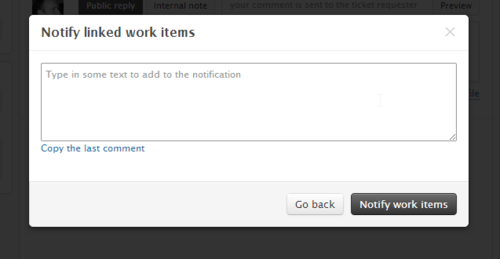 Public reply Internal note your comment is sent to the ticket requester Preview
Notify linked work items
Type in some text to add to the notification
Copy the last comment
Go back Notify work items